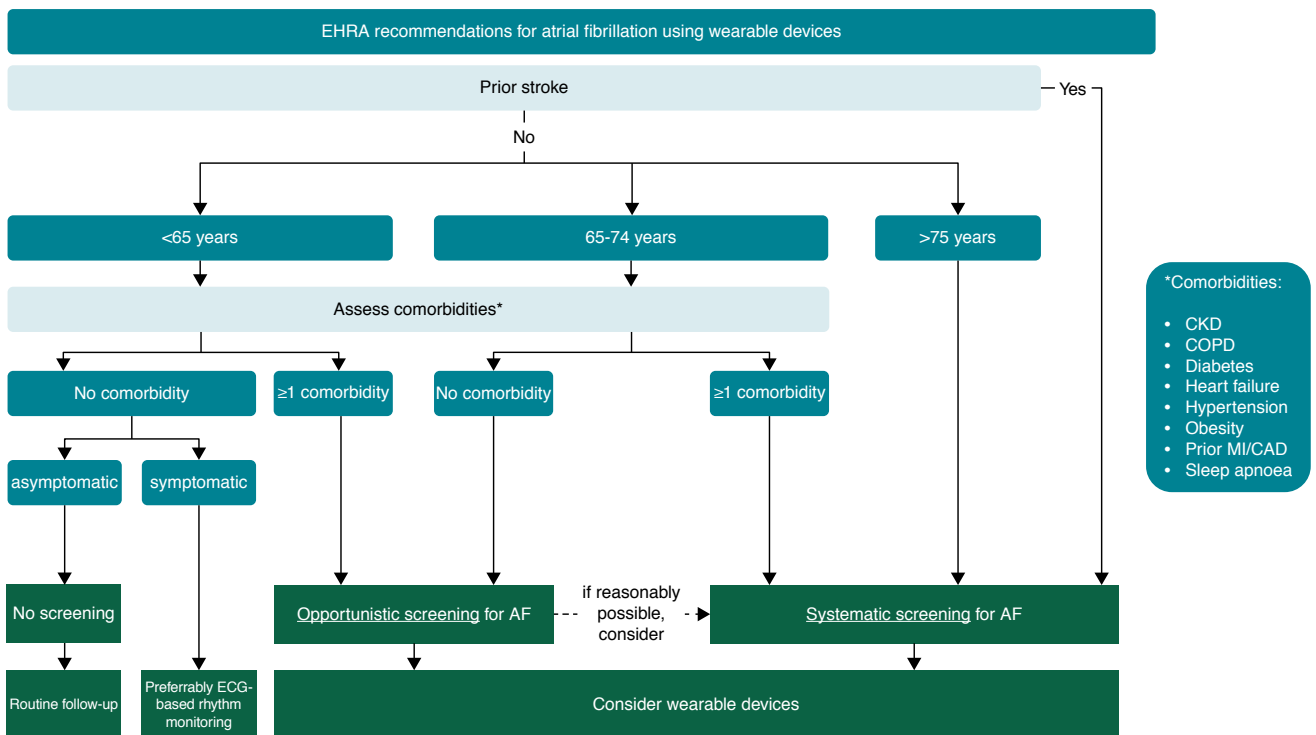 EHRA recommendations for atrial fibrillation using wearable devices
Prior stroke
Yes
No
<65 years
65-74 years
>75 years
Assess comorbidities*
No comorbidity
≥1 comorbidity
No comorbidity
≥1 comorbidity
asymptomatic
symptomatic
No screening
Opportunistic screening for AF
if reasonably
possible,
consider
Systematic screening for AF
Routine follow-up
Preferrably ECG-
based rhythm
monitoring
Consider wearable devices
*Comorbidities:
• CKD
• COPD
• Diabetes
• Heart failure
• Hypertension
• Obesity
• Prior MI/CAD
• Sleep apnoea